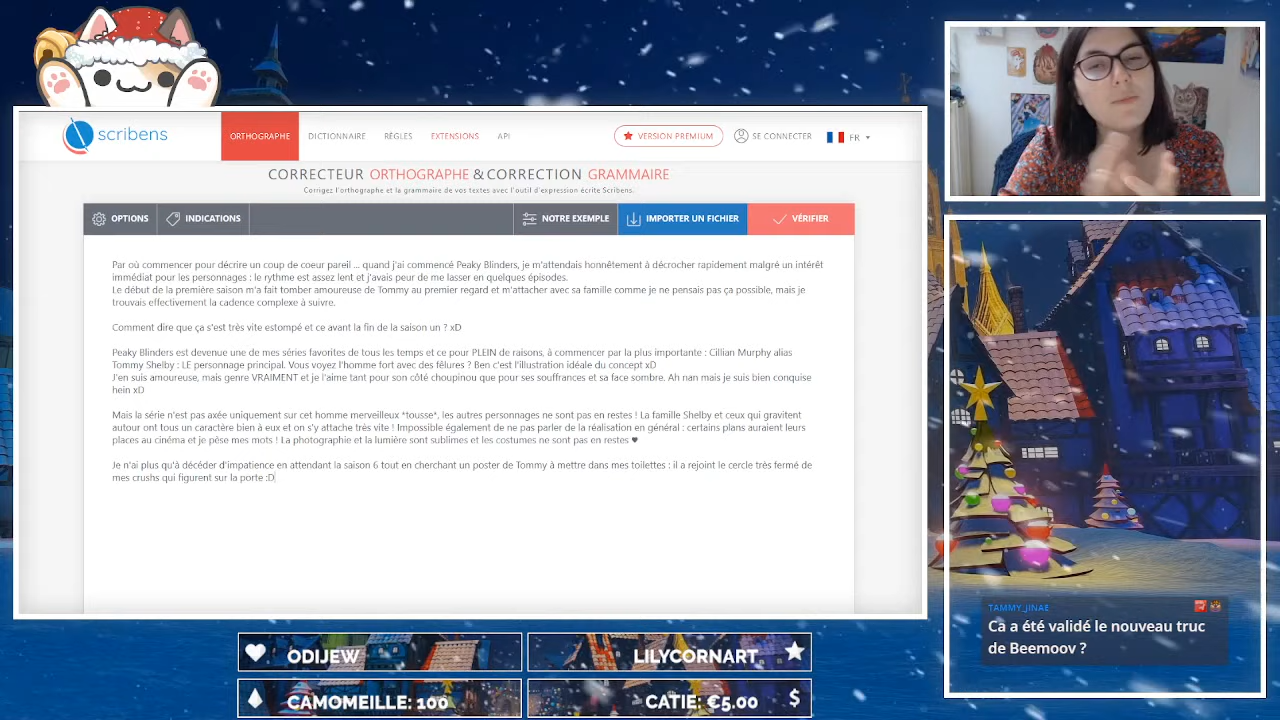 scribens
ORTHOGRAPHE
DICTIONNAIRE
RÈGLES
EXTENSIONS
API
VERSION PREMIUM
SE CONNECTER
FR
CORRECTEUR ORTHOGRAPHE & CORRECTION GRAMMAIRE
Corrigez l'orthographe et la grammaire de vos textes avec l'outil d'expression écrite Scribens.
OPTIONS
INDICATIONS
NOTRE EXEMPLE
IMPORTER UN FICHIER
VÉRIFIER
Par où commencer pour décrire un coup de coeur pareil ... quand j'ai commencé Peaky Blinders, je m'attendais honnêtement à décrocher rapidement malgré un intérêt
immédiat pour les personnages : le rythme est assez lent et j'avais peur de me lasser en quelques épisodes.
Le début de la première saison m'a fait tomber amoureuse de Tommy au premier regard et m'attacher avec sa famille comme je ne pensais pas ça possible, mais je
trouvais effectivement la cadence complexe à suivre.
Comment dire que ça s'est très vite estompé et ce avant la fin de la saison un ? xD
Peaky Blinders est devenue une de mes séries favorites de tous les temps et ce pour PLEIN de raisons, à commencer par la plus importante : Cillian Murphy alias
Tommy Shelby : LE personnage principal. Vous voyez l'homme fort avec des fêlures ? Ben c'est l'illustration idéale du concept xD
J'en suis amoureuse, mais genre VRAIMENT et je l'aime tant pour son côté choupinou que pour ses souffrances et sa face sombre. Ah nan mais je suis bien conquise
hein xD
Mais la série n'est pas axée uniquement sur cet homme merveilleux *tousse*, les autres personnages ne sont pas en restes ! La famille Shelby et ceux qui gravitent
autour ont tous un caractère bien à eux et on s'y attache très vite ! Impossible également de ne pas parler de la réalisation en général : certains plans auraient leurs
places au cinéma et je pèse mes mots ! La photographie et la lumière sont sublimes et les costumes ne sont pas en restes ♥
Je n'ai plus qu'à décéder d'impatience en attendant la saison 6 tout en cherchant un poster de Tommy à mettre dans mes toilettes : il a rejoint le cercle très fermé de
mes crushs qui figurent sur la porte :D
TAMMY_JINAE
Ca a été validé le nouveau truc
de Beemoov ?
ODIJEW
LILYCORNART
CAMOMEILLE: 100
CATIE: €5.00
$